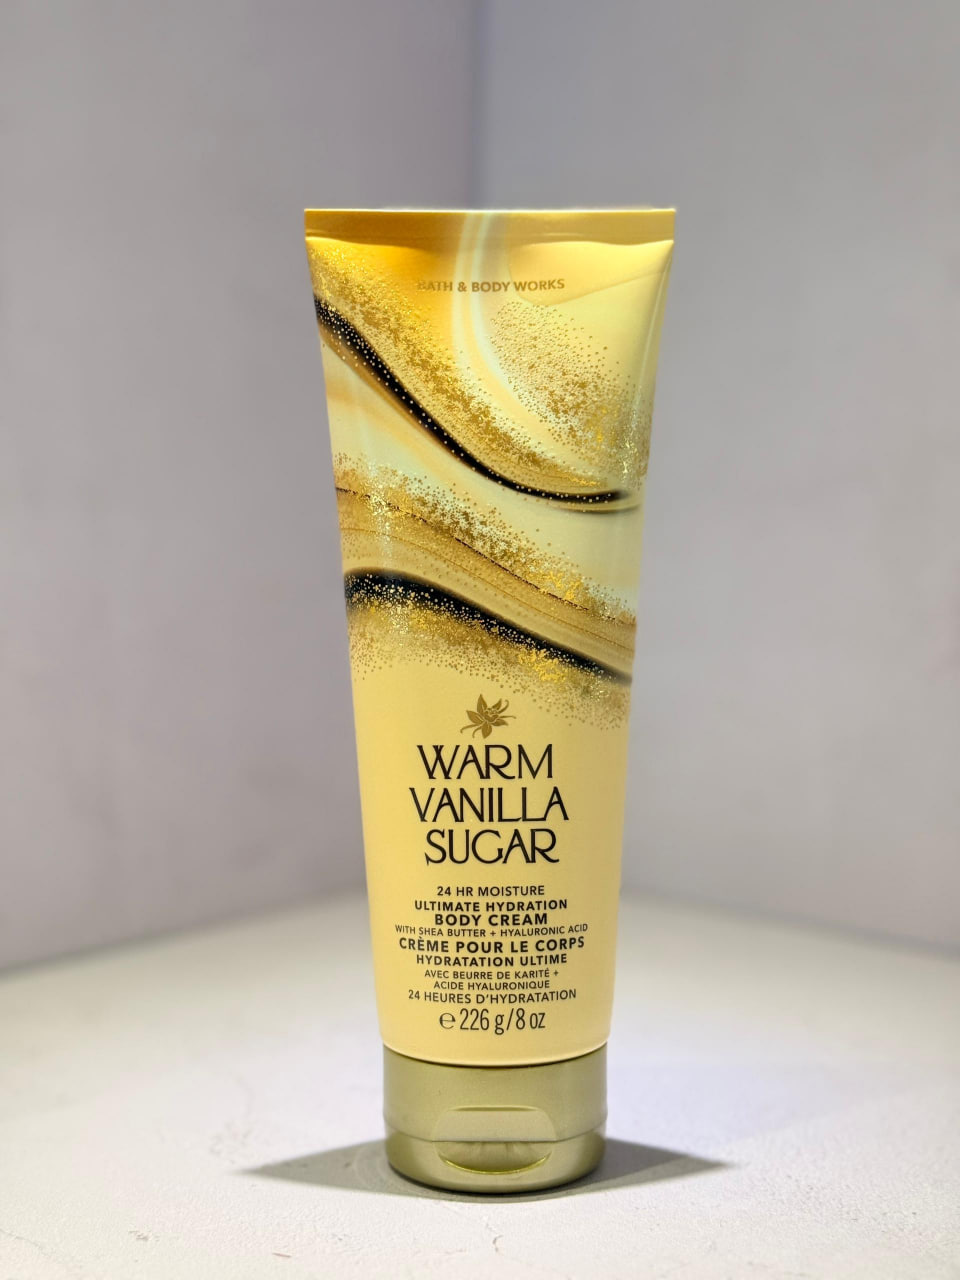 BATH & BODY WORKS
WARM
VANILLA
SUGAR
24 HR MOISTURE
ULTIMATE HYDRATION
BODY CREAM
WITH SHEA BUTTER + HYALURONIC ACID
CRÈME POUR LE CORPS
HYDRATATION ULTIME
AVEC BEURRE DE KARITÉ +
ACIDE HYALURONIQUE
24 HEURES D'HYDRATATION
℮ 226 g/8 oz